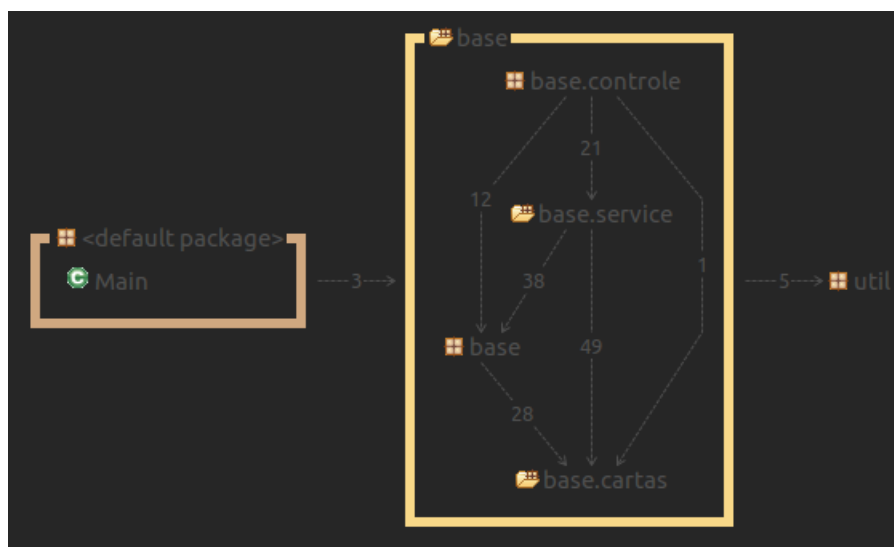 base
base.controle
21
12
base.service
<default package>
Main
3
38
1
5
util
base
49
28
base.cartas